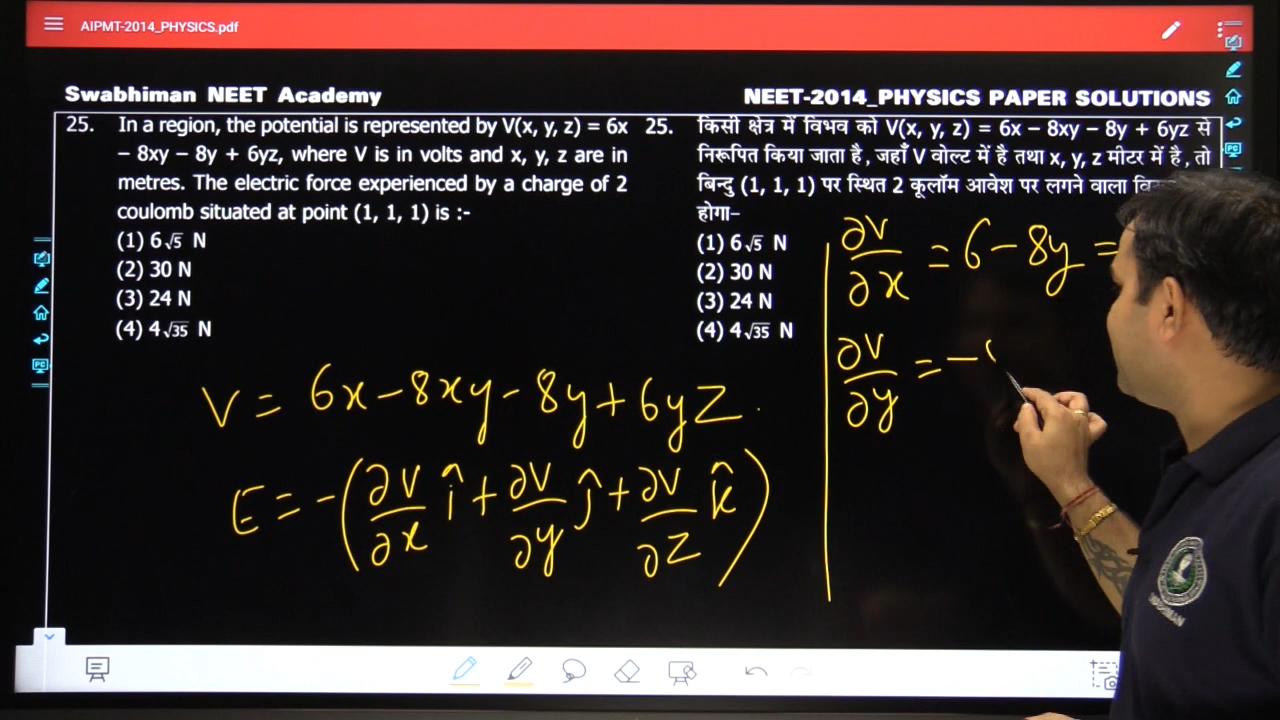 AIPMT-2014_PHYSICS.pdf
Swabhiman NEET Academy
NEET-2014_PHYSICS PAPER SOLUTIONS
25. In a region, the potential is represented by V(x, y, z) = 6x
– 8xy – 8y + 6yz, where V is in volts and x, y, z are in
metres. The electric force experienced by a charge of 2
coulomb situated at point (1, 1, 1) is :-
(1) 6√5 N
(2) 30 N
(3) 24 N
(4) 4√35 N
25. किसी क्षेत्र में विभव को V(x, y, z) = 6x – 8xy – 8y + 6yz से
निरूपित किया जाता है, जहाँ V वोल्ट में है तथा x, y, z मीटर में है, तो
बिन्दु (1, 1, 1) पर स्थित 2 कूलॉम आवेश पर लगने वाला
होगा–
(1) 6√5 N
(2) 30 N
(3) 24 N
(4) 4√35 N
V = 6x – 8xy – 8y + 6yz
E = –(∂V/∂x î + ∂V/∂y ĵ + ∂V/∂z k̂)
∂V/∂x = 6 – 8y =
∂V/∂y = –
PC
PC